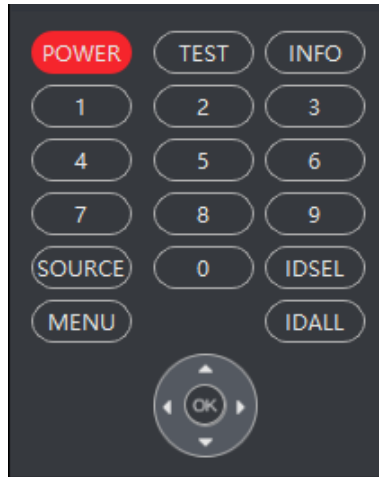 POWER TEST INFO
1 2 3
4 5 6
7 8 9
SOURCE 0 IDSEL
MENU IDALL
OK